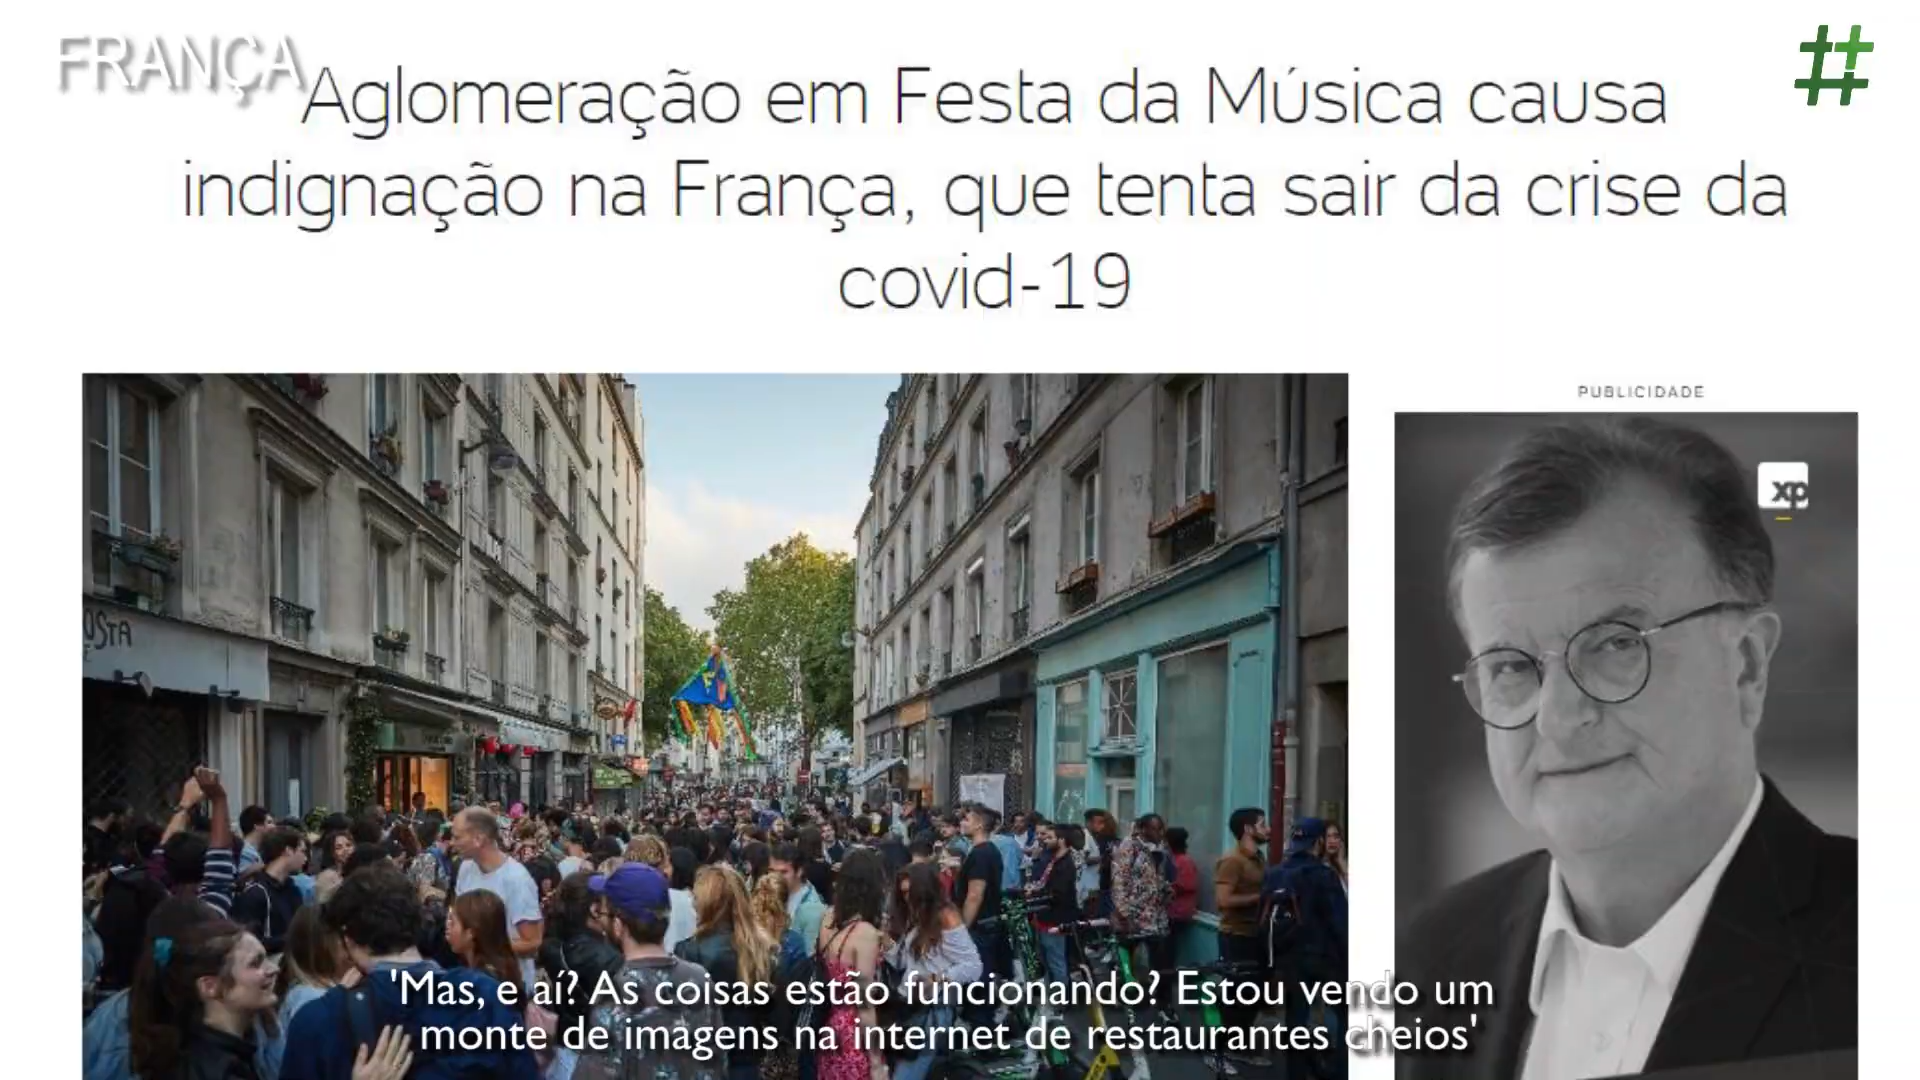 FRANÇA
Aglomeração em Festa da Música causa
indignação na França, que tenta sair da crise da
covid-19
PUBLICIDADE
xp
OSTA
'Mas, e aí? As coisas estão funcionando? Estou vendo um
monte de imagens na internet de restaurantes cheios'